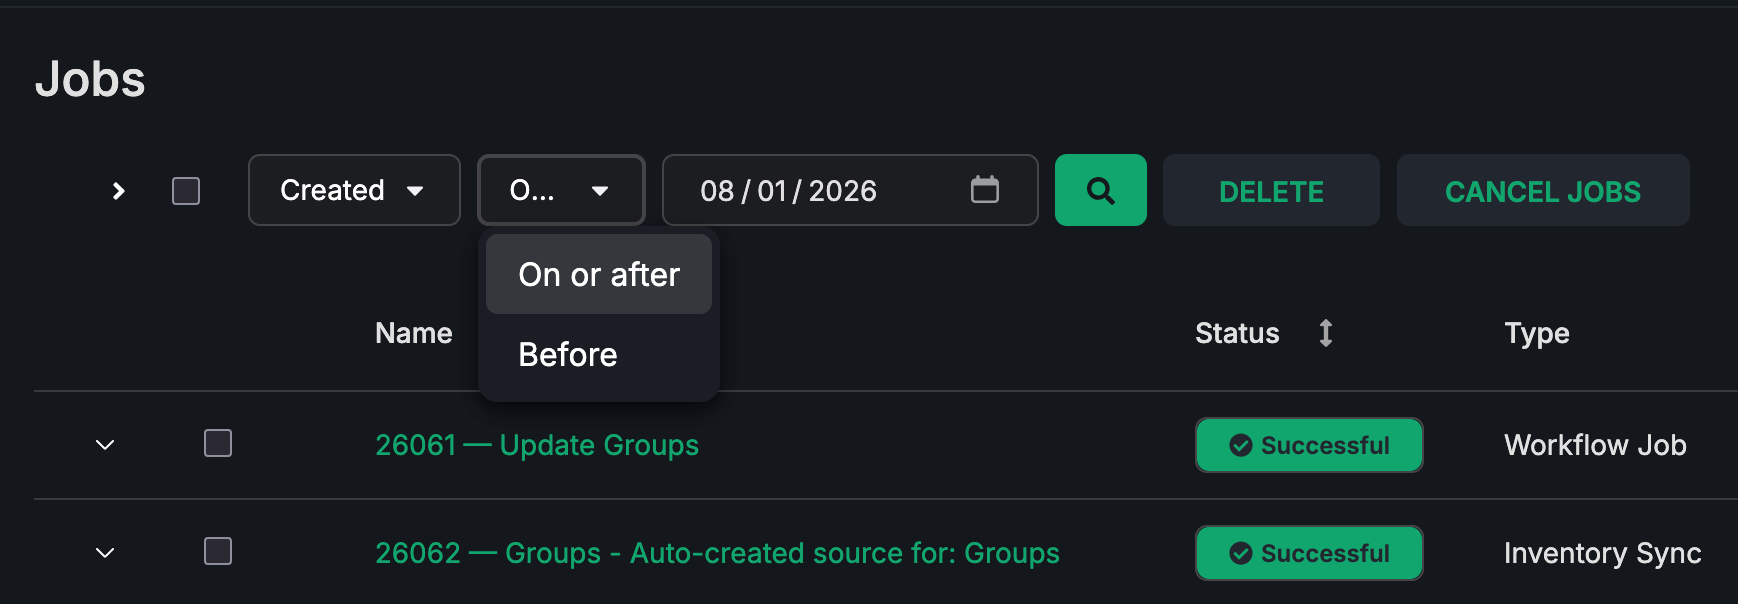 Jobs
Created
O...
08 / 01 / 2026
DELETE
CANCEL JOBS
On or after
Before
Name
Status
Type
26061 — Update Groups
Successful
Workflow Job
26062 — Groups - Auto-created source for: Groups
Successful
Inventory Sync